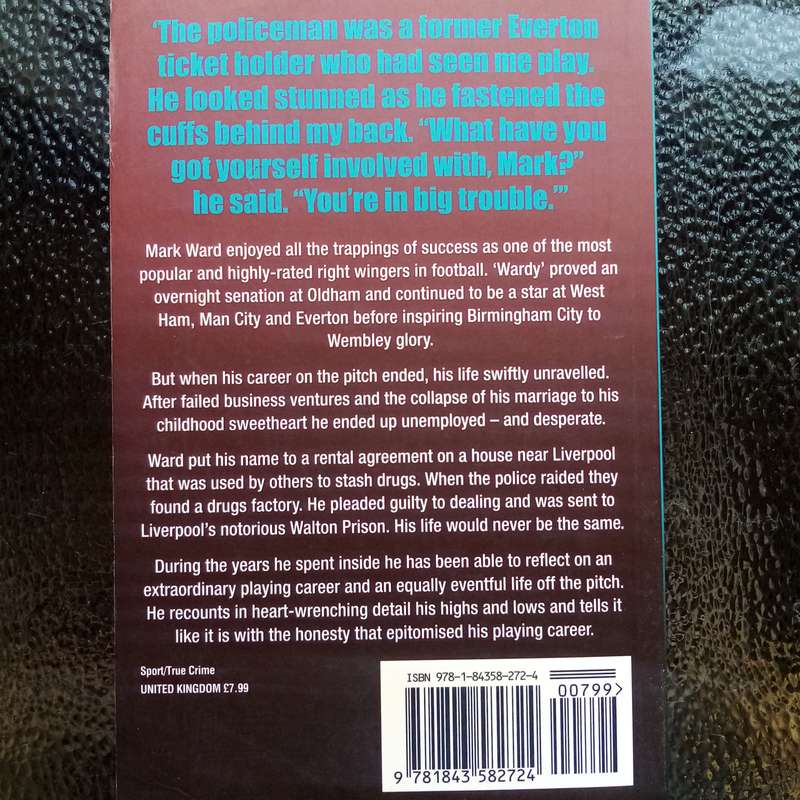 ‘The policeman was a former Everton
ticket holder who had seen me play.
He looked stunned as he fastened the
cuffs behind my back. “What have you
got yourself involved with, Mark?”
he said. “You’re in big trouble.”’
Mark Ward enjoyed all the trappings of success as one of the most
popular and highly-rated right wingers in football. ‘Wardy’ proved an
overnight senation at Oldham and continued to be a star at West
Ham, Man City and Everton before inspiring Birmingham City to
Wembley glory.
But when his career on the pitch ended, his life swiftly unravelled.
After failed business ventures and the collapse of his marriage to his
childhood sweetheart he ended up unemployed – and desperate.
Ward put his name to a rental agreement on a house near Liverpool
that was used by others to stash drugs. When the police raided they
found a drugs factory. He pleaded guilty to dealing and was sent to
Liverpool’s notorious Walton Prison. His life would never be the same.
During the years he spent inside he has been able to reflect on an
extraordinary playing career and an equally eventful life off the pitch.
He recounts in heart-wrenching detail his highs and lows and tells it
like it is with the honesty that epitomised his playing career.
Sport/True Crime
UNITED KINGDOM £7.99
ISBN 978-1-84358-272-4
00799>
9 781843 582724